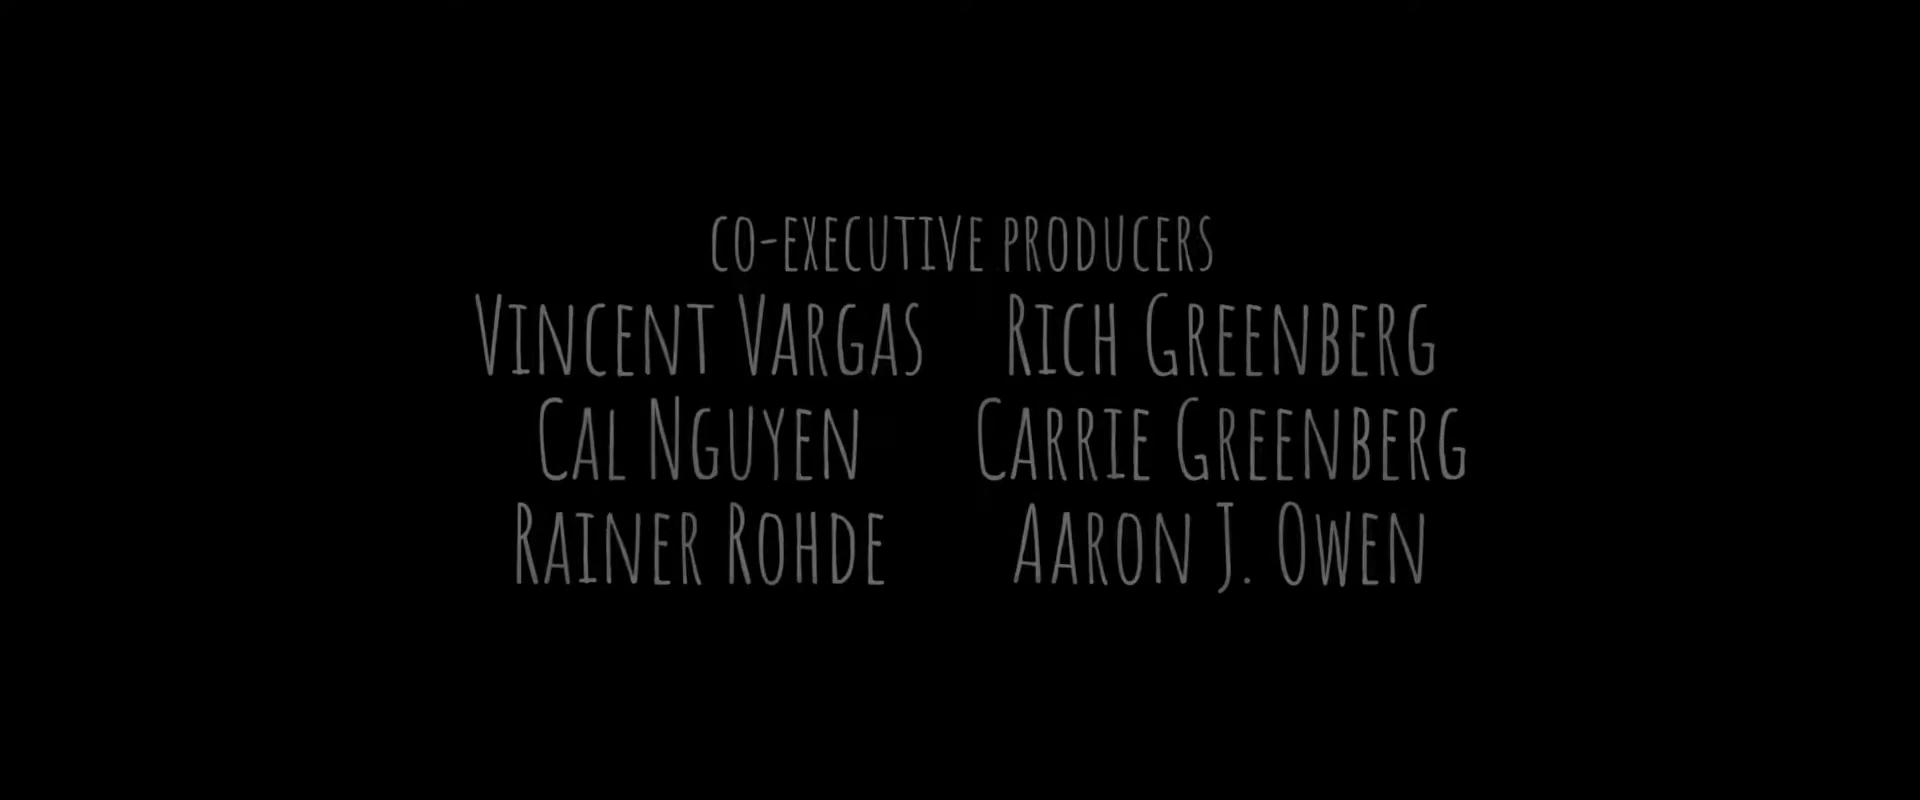 CO-EXECUTIVE PRODUCERS
VINCENT VARGAS RICH GREENBERG
CAL NGUYEN CARRIE GREENBERG
RAINER ROHDE AARON J. OWEN